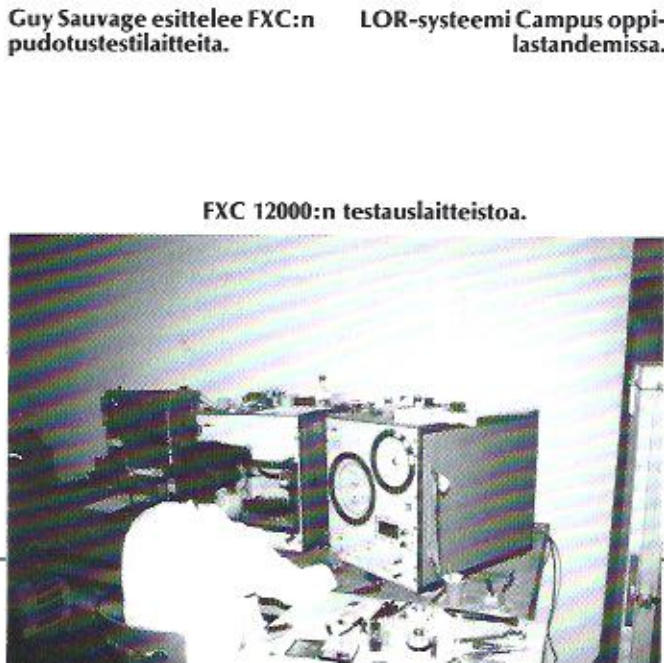 Guy Sauvage esittelee FXC:n
pudotustestilaitteita.
LOR-systeemi Campus oppi-
lastandemissa.
FXC 12000:n testauslaitteistoa.